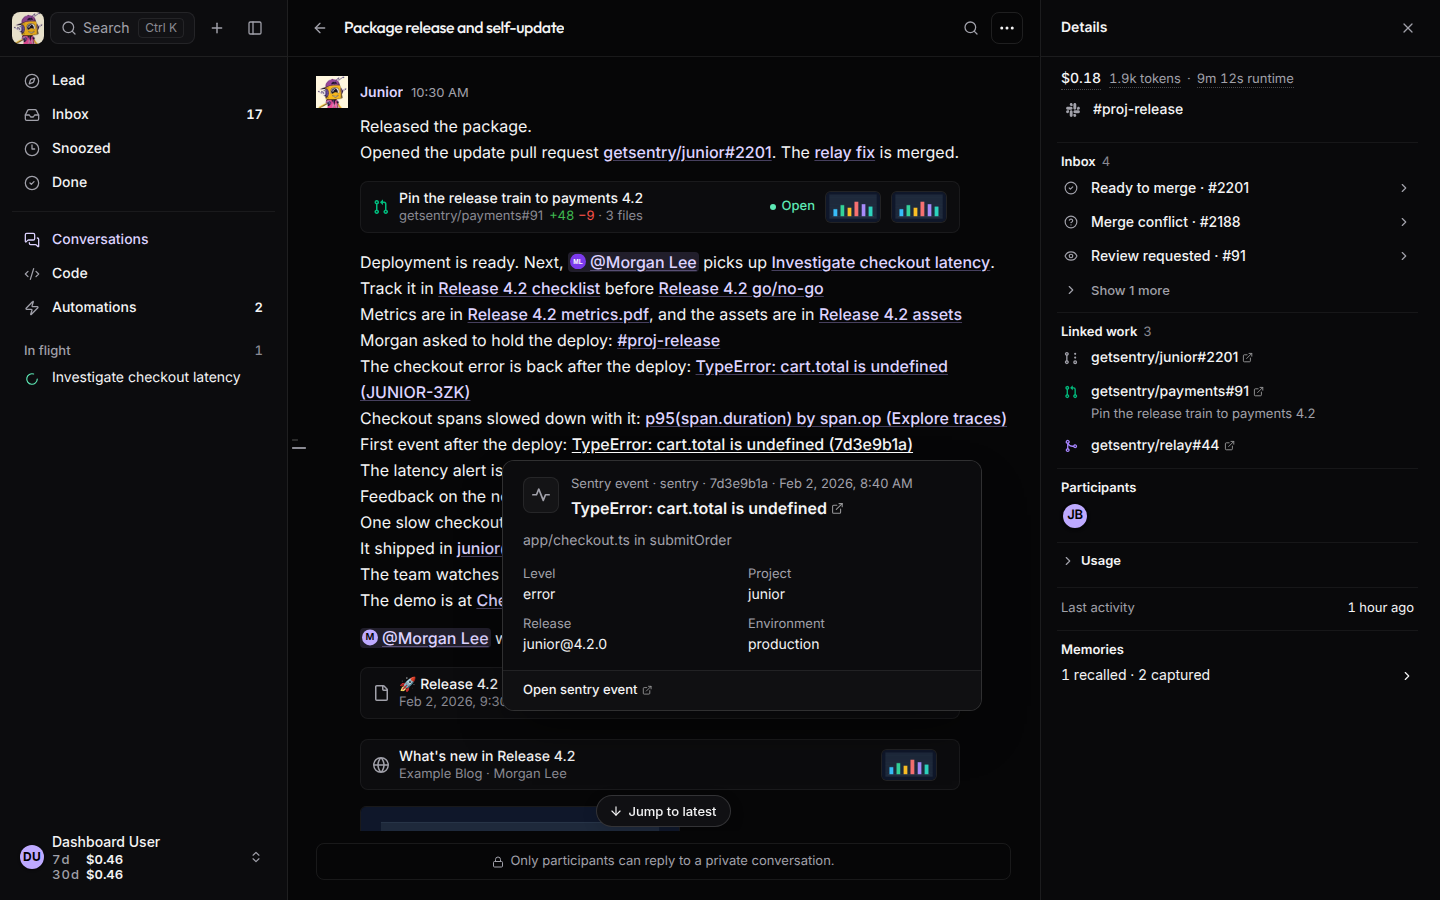 Search
Ctrl K
Lead
Inbox 17
Snoozed
Done
Conversations
Code
Automations 2
In flight 1
Investigate checkout latency
DU
Dashboard User
7d $0.46
30d $0.46
Package release and self-update
Junior 10:30 AM
Released the package.
Opened the update pull request getsentry/junior#2201. The relay fix is merged.
Pin the release train to payments 4.2
getsentry/payments#91 +48 −9 · 3 files
Open
Deployment is ready. Next, ML @Morgan Lee picks up Investigate checkout latency.
Track it in Release 4.2 checklist before Release 4.2 go/no-go
Metrics are in Release 4.2 metrics.pdf, and the assets are in Release 4.2 assets
Morgan asked to hold the deploy: #proj-release
The checkout error is back after the deploy: TypeError: cart.total is undefined
(JUNIOR-3ZK)
Checkout spans slowed down with it: p95(span.duration) by span.op (Explore traces)
First event after the deploy: TypeError: cart.total is undefined (7d3e9b1a)
The latency alert is
Feedback on the
One slow checkout
It shipped in junior
The team watches
The demo is at
M @Morgan Lee
🚀 Release 4.2
Feb 2, 2026, 9:30
Sentry event · sentry · 7d3e9b1a · Feb 2, 2026, 8:40 AM
TypeError: cart.total is undefined
app/checkout.ts in submitOrder
Level
error
Project
junior
Release
junior@4.2.0
Environment
production
Open sentry event
What's new in Release 4.2
Example Blog · Morgan Lee
Jump to latest
Only participants can reply to a private conversation.
Details
$0.18 1.9k tokens · 9m 12s runtime
#proj-release
Inbox 4
Ready to merge · #2201
Merge conflict · #2188
Review requested · #91
Show 1 more
Linked work 3
getsentry/junior#2201
getsentry/payments#91
Pin the release train to payments 4.2
getsentry/relay#44
Participants
JB
Usage
Last activity 1 hour ago
Memories
1 recalled · 2 captured